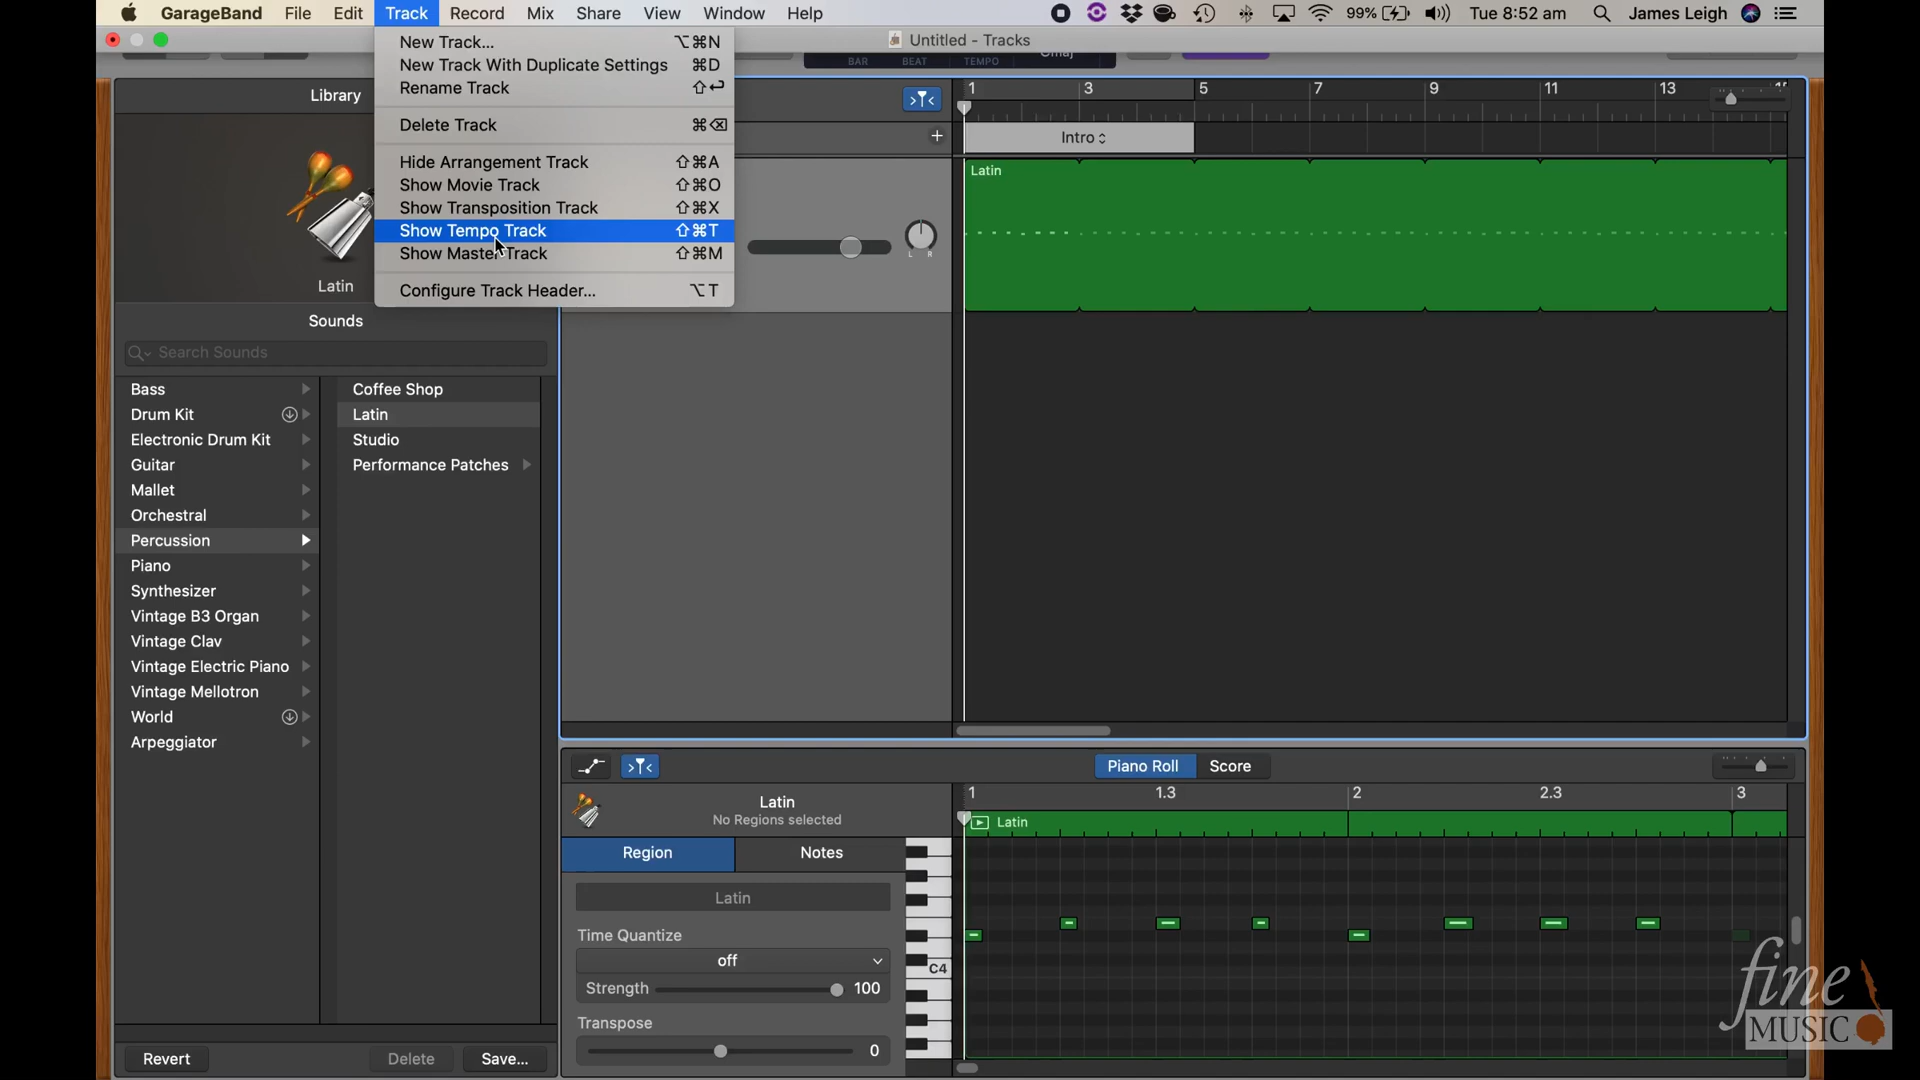 GarageBand File Edit Track Record Mix Share View Window Help 99% Tue 8:52 am James Leigh
Untitled - Tracks
BAR BEAT TEMPO Cmaj
New Track... ⌥⌘N
New Track With Duplicate Settings ⌘D
Rename Track ⇧↩
Delete Track ⌘⌫
Hide Arrangement Track ⇧⌘A
Show Movie Track ⇧⌘O
Show Transposition Track ⇧⌘X
Show Tempo Track ⇧⌘T
Show Master Track ⇧⌘M
Configure Track Header... ⌥T
Library
Latin
Sounds
Search Sounds
Bass
Drum Kit
Electronic Drum Kit
Guitar
Mallet
Orchestral
Percussion
Piano
Synthesizer
Vintage B3 Organ
Vintage Clav
Vintage Electric Piano
Vintage Mellotron
World
Arpeggiator
Coffee Shop
Latin
Studio
Performance Patches
Revert Delete Save...
1 3 5 7 9 11 13
+
Intro
Latin
L R
Piano Roll Score
Latin
No Regions selected
Region Notes
Latin
Time Quantize
off
Strength 100
Transpose
0
1 1.3 2 2.3 3
Latin
C4
fine
MUSIC